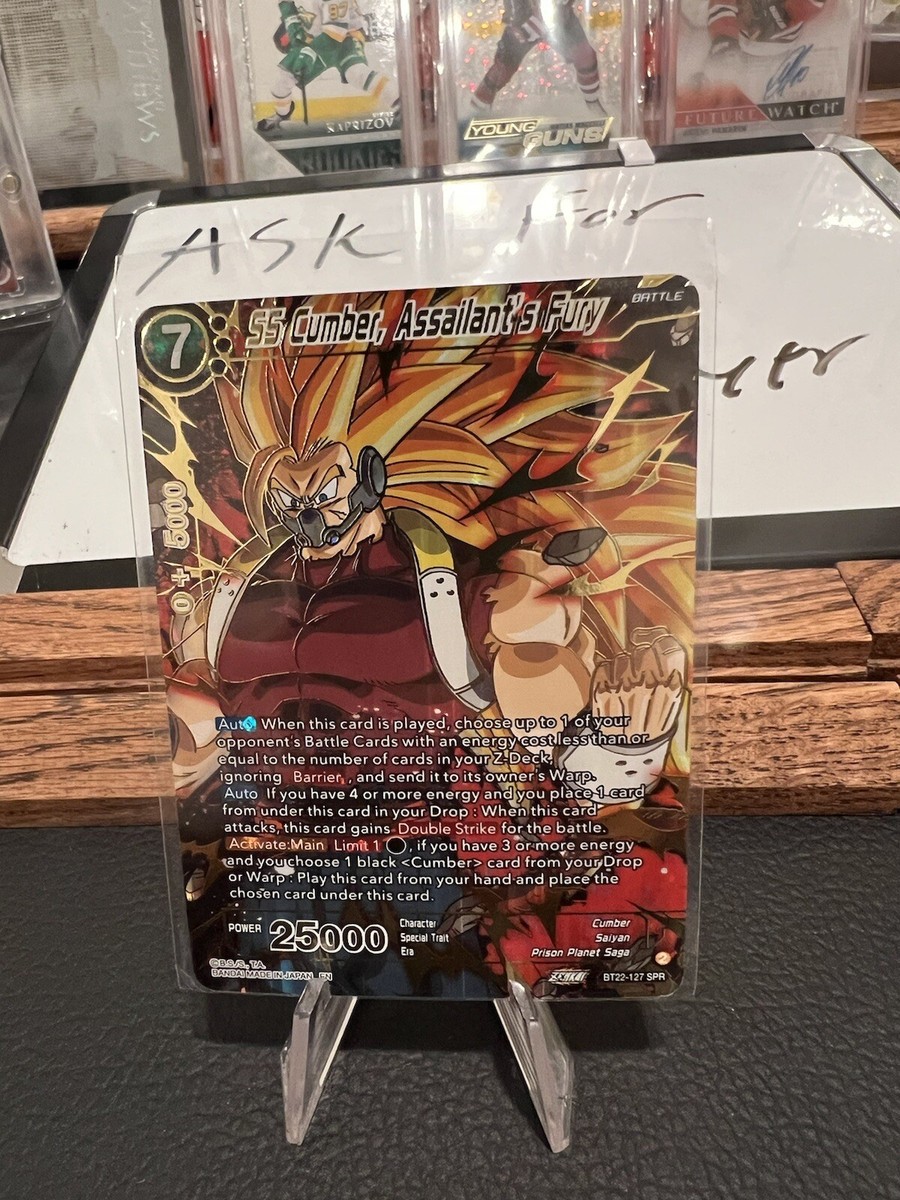 97
KAPRIZOV
YOUNG GUNS
FUTURE WATCH
ASK For
BATTLE
7
SS Cumber, Assailant's Fury
0 + 5000
Auto When this card is played, choose up to 1 of your
opponent's Battle Cards with an energy cost less than or
equal to the number of cards in your Z-Deck,
ignoring Barrier, and send it to its owner's Warp.
Auto If you have 4 or more energy and you place 1 card
from under this card in your Drop : When this card
attacks, this card gains Double Strike for the battle.
Activate:Main Limit 1 , if you have 3 or more energy
and you choose 1 black <Cumber> card from your Drop
or Warp : Play this card from your hand and place the
chosen card under this card.
POWER 25000
Character Cumber
Special Trait Saiyan
Era Prison Planet Saga
©B.S./S., T.A.
BANDAI MADE IN JAPAN EN
BT22-127 SPR